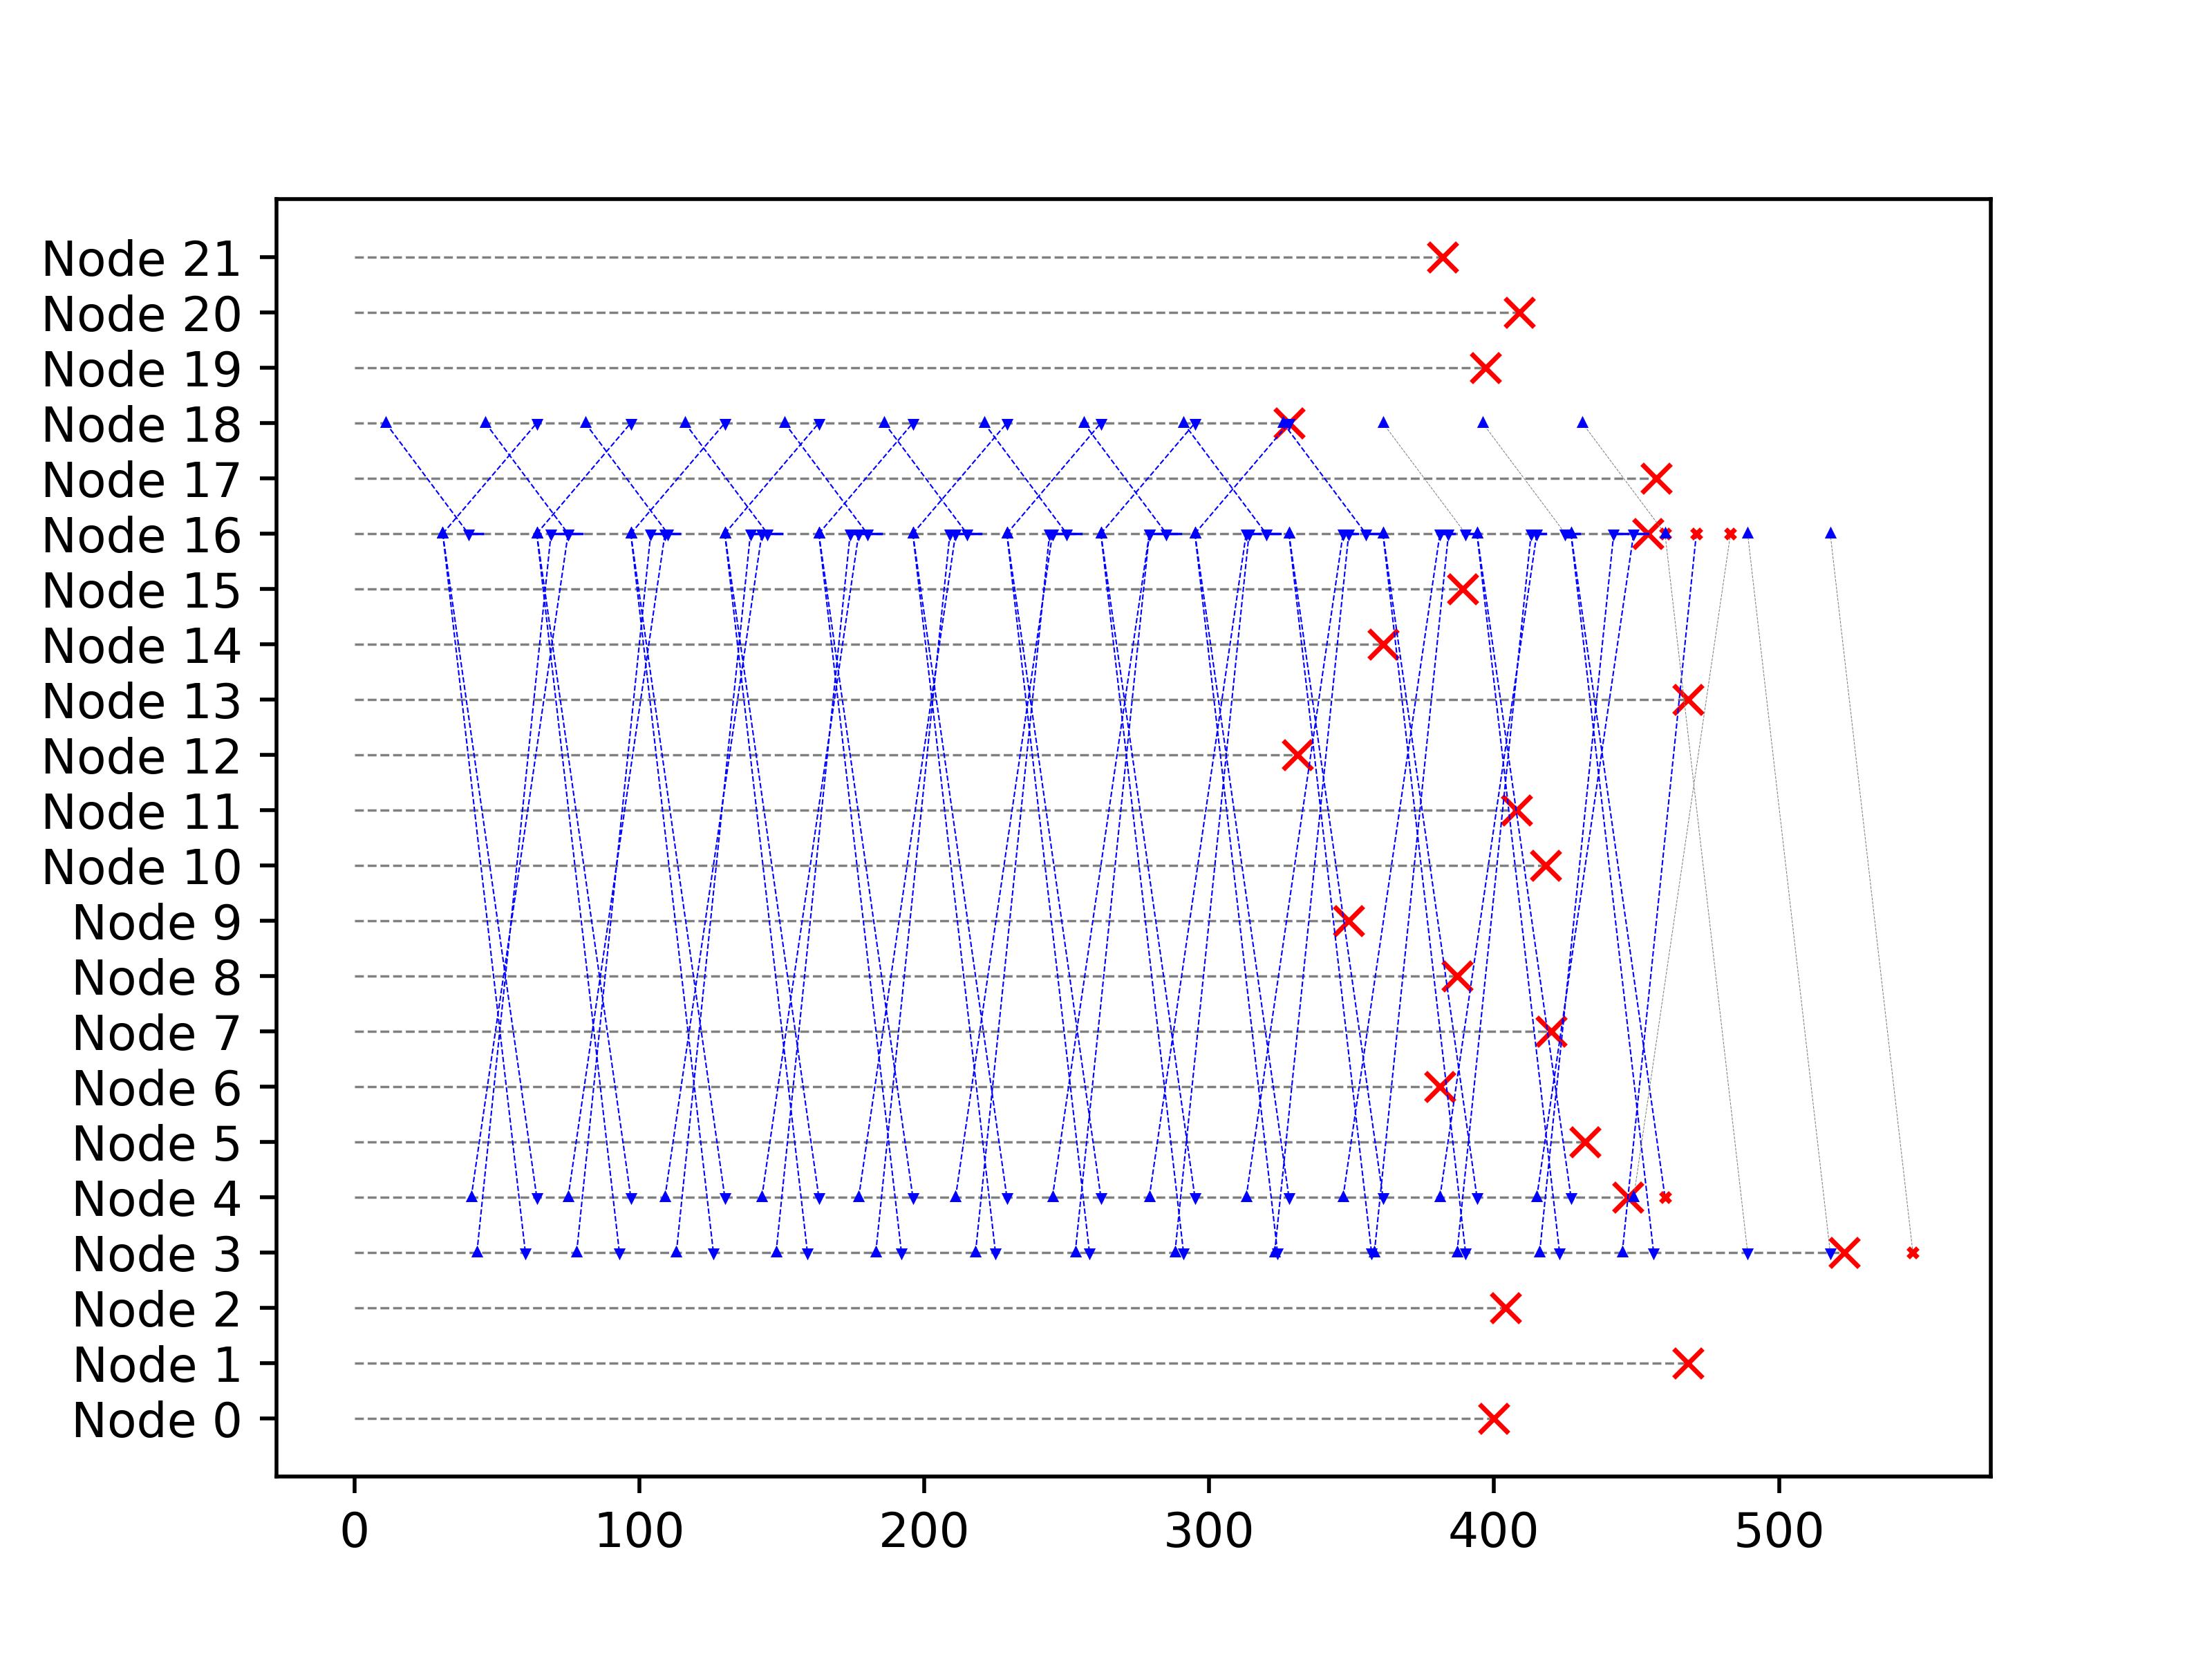 Node 21
Node 20
Node 19
Node 18
Node 17
Node 16
Node 15
Node 14
Node 13
Node 12
Node 11
Node 10
Node 9
Node 8
Node 7
Node 6
Node 5
Node 4
Node 3
Node 2
Node 1
Node 0
0 100 200 300 400 500